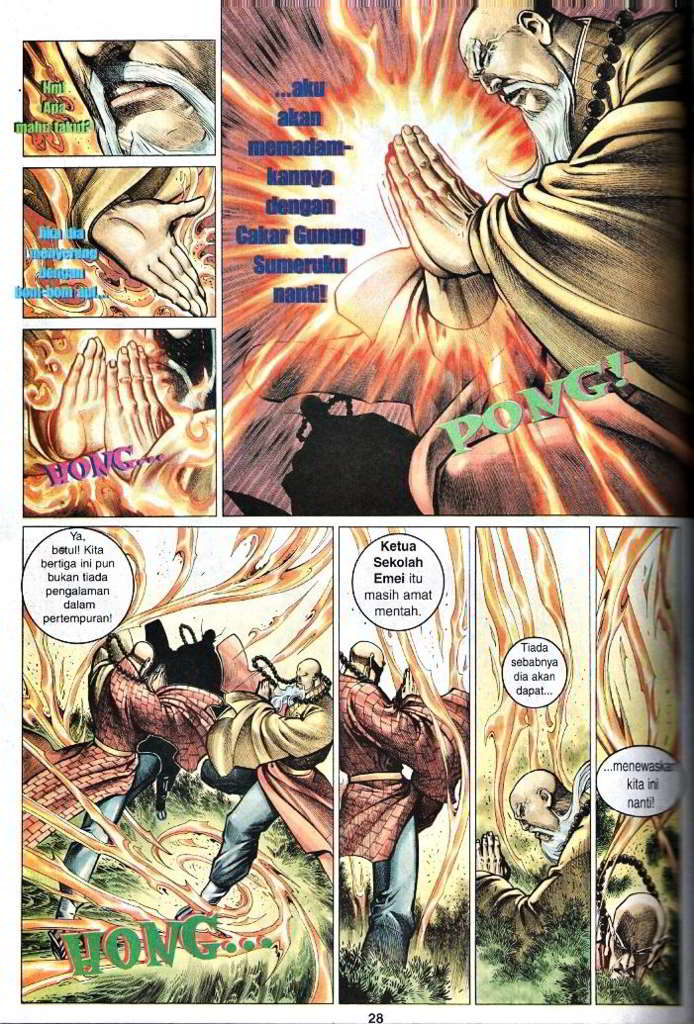 Hm!
Apa
mahu takut?
Jika dia
menyerang
dengan
bom-bom api...
HONG...
...aku
akan
memadam-
kannya
dengan
Cakar Gunung
Sumeruku
nanti!
PONG!
Ya,
betul! Kita
bertiga ini pun
bukan tiada
pengalaman
dalam
pertempuran!
HONG...
Ketua
Sekolah
Emei itu
masih amat
mentah.
Tiada
sebabnya
dia akan
dapat...
...menewaskan
kita ini
nanti!
28